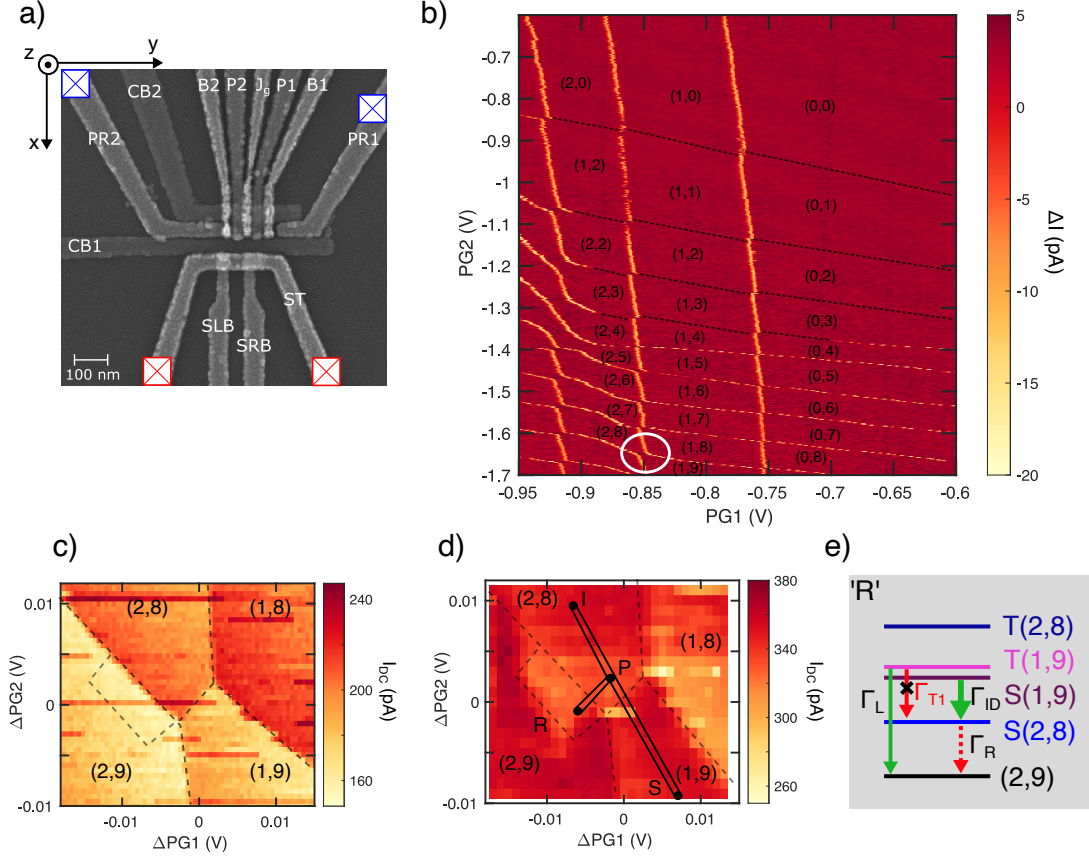 a)
z
y
x
CB2
B2
P2
Jg
P1
B1
PR2
PR1
CB1
SLB
ST
SRB
100 nm
b)
PG2 (V)
-0.7
-0.8
-0.9
-1
-1.1
-1.2
-1.3
-1.4
-1.5
-1.6
-1.7
(2,0)
(1,0)
(0,0)
(1,2)
(1,1)
(0,1)
(2,2)
(1,2)
(0,2)
(2,3)
(1,3)
(0,3)
(2,4)
(1,4)
(0,4)
(2,5)
(1,5)
(0,5)
(2,6)
(1,6)
(0,6)
(2,7)
(1,7)
(0,7)
(2,8)
(1,8)
(0,8)
(1,9)
-0.95 -0.9 -0.85 -0.8 -0.75 -0.7 -0.65 -0.6
PG1 (V)
5
0
-5
-10
-15
-20
ΔI (pA)
c)
ΔPG2 (V)
0.01
0
-0.01
(2,8)
(1,8)
(2,9)
(1,9)
-0.01 0 0.01
ΔPG1 (V)
240
200
160
IDC (pA)
d)
ΔPG2 (V)
0.01
0
-0.01
(2,8)
I
(1,8)
P
R
(2,9)
(1,9)
S
-0.01 0 0.01
ΔPG1 (V)
380
340
300
260
IDC (pA)
e)
'R'
T(2,8)
T(1,9)
S(1,9)
S(2,8)
(2,9)
ΓL
ΓT1
ΓID
ΓR